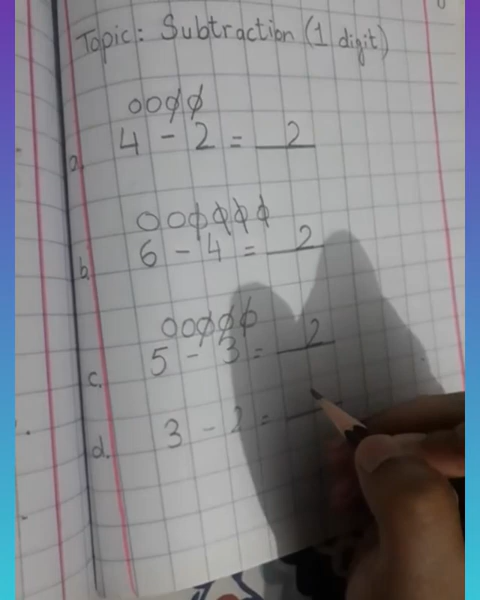 Topic: Subtraction (1 digit)
a. 4 - 2 = 2
b. 6 - 4 = 2
c. 5 - 3 = 2
d. 3 - 2 =